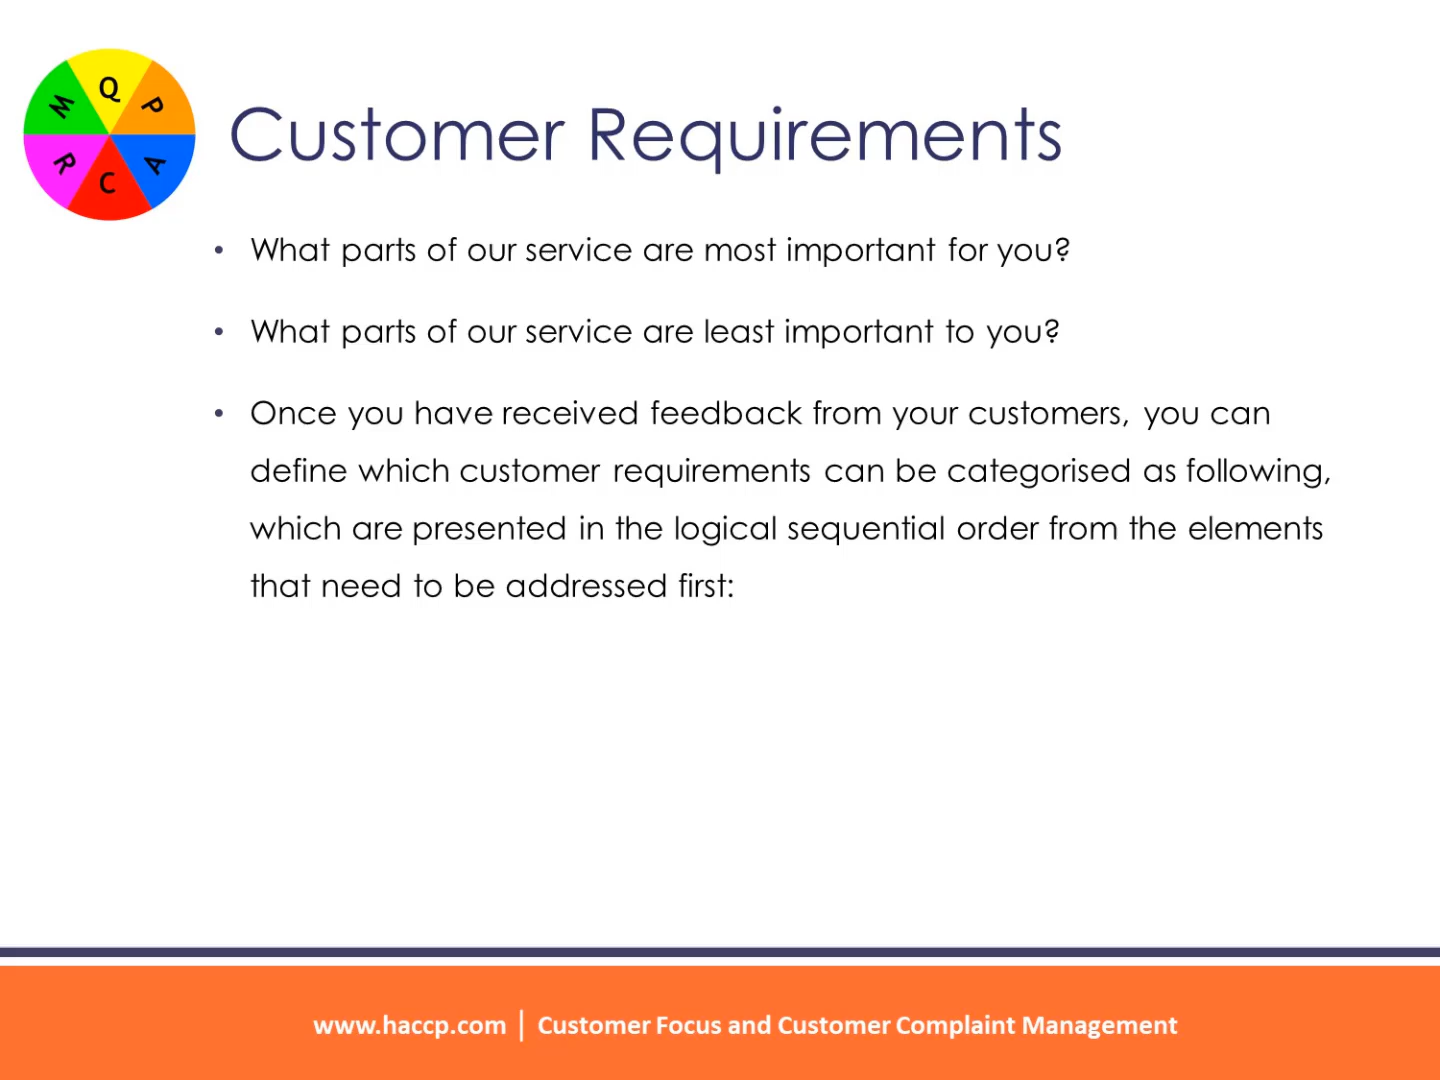 Q
P
A
C
R
M
Customer Requirements
• What parts of our service are most important for you?
• What parts of our service are least important to you?
• Once you have received feedback from your customers, you can
define which customer requirements can be categorised as following,
which are presented in the logical sequential order from the elements
that need to be addressed first:
www.haccp.com | Customer Focus and Customer Complaint Management